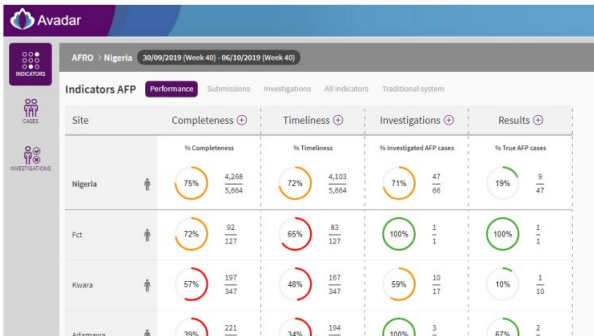 Avadar
AFRO > Nigeria 30/09/2019 (Week 40) - 06/10/2019 (Week 40)
INDICATORS
Indicators AFP Performance Submissions Investigations All indicators Traditional system
CASES
Site Completeness Timeliness Investigations Results
% Completeness % Timeliness % Investigated AFP cases % True AFP cases
INVESTIGATIONS
Nigeria 75% 4,268 5,664 72% 4,103 5,664 71% 47 66 19% 9 47
Fct 72% 92 127 65% 83 127 100% 1 1 100% 1 1
Kwara 57% 197 347 48% 167 347 59% 10 17 10% 1 10
Adamawa 39% 221 34% 194 100% 3 67% 2